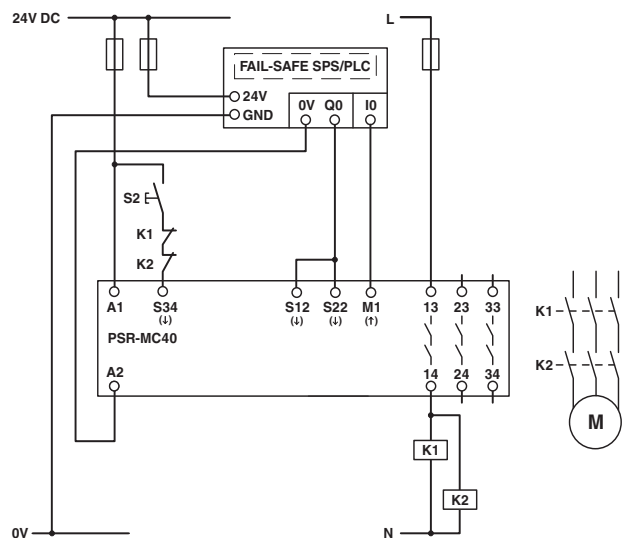 24V DC
L
FAIL-SAFE SPS/PLC
24V
GND
0V Q0 I0
S2
K1
K2
A1 S34 S12 S22 M1 13 23 33
(↓) (↓) (↓) (↑)
PSR-MC40
A2 14 24 34
K1
K2
M
K1
K2
0V
N